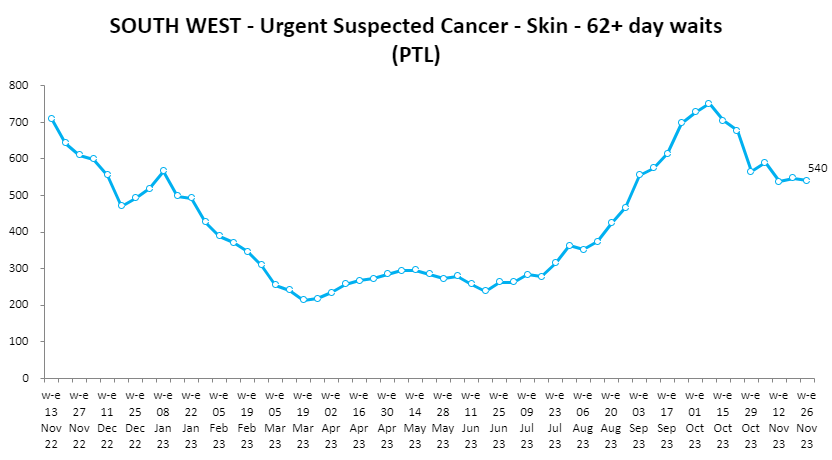 SOUTH WEST - Urgent Suspected Cancer - Skin - 62+ day waits
(PTL)
800
700
600
500
400
300
200
100
0
540
w-e w-e w-e w-e w-e w-e w-e w-e w-e w-e w-e w-e w-e w-e w-e w-e w-e w-e w-e w-e w-e w-e w-e w-e w-e w-e w-e w-e
13 27 11 25 08 22 05 19 05 19 02 16 30 14 28 11 25 09 23 06 20 03 17 01 15 29 12 26
Nov Nov Dec Dec Jan Jan Feb Feb Mar Mar Apr Apr Apr May May Jun Jun Jul Jul Aug Aug Sep Sep Oct Oct Oct Nov Nov
22 22 22 22 23 23 23 23 23 23 23 23 23 23 23 23 23 23 23 23 23 23 23 23 23 23 23 23